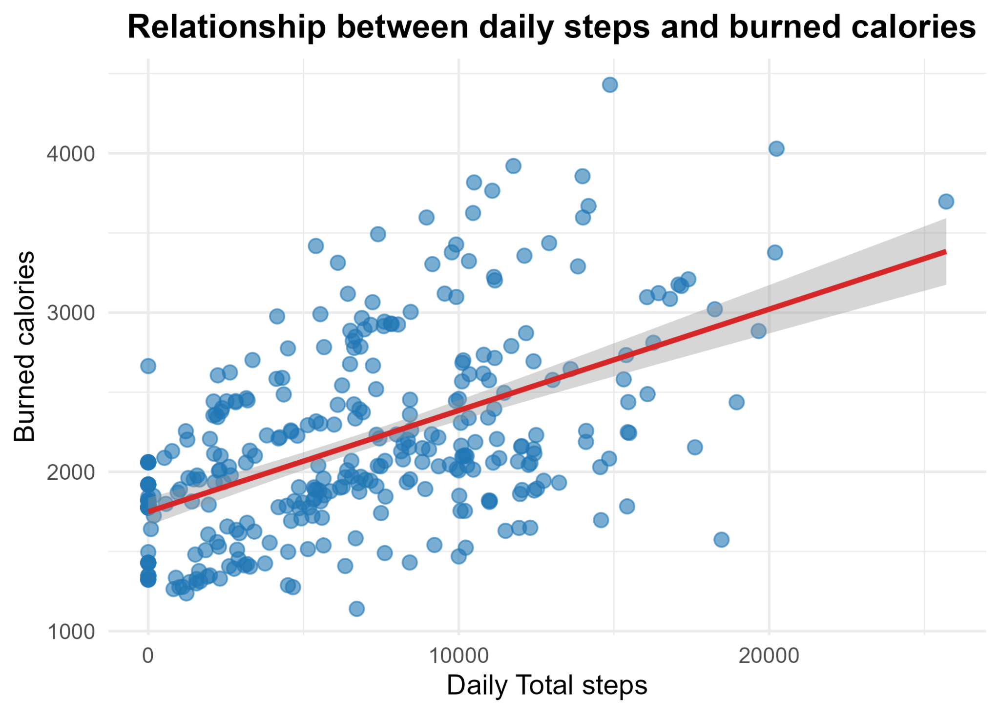 Relationship between daily steps and burned calories
Burned calories
4000
3000
2000
1000
0 10000 20000
Daily Total steps